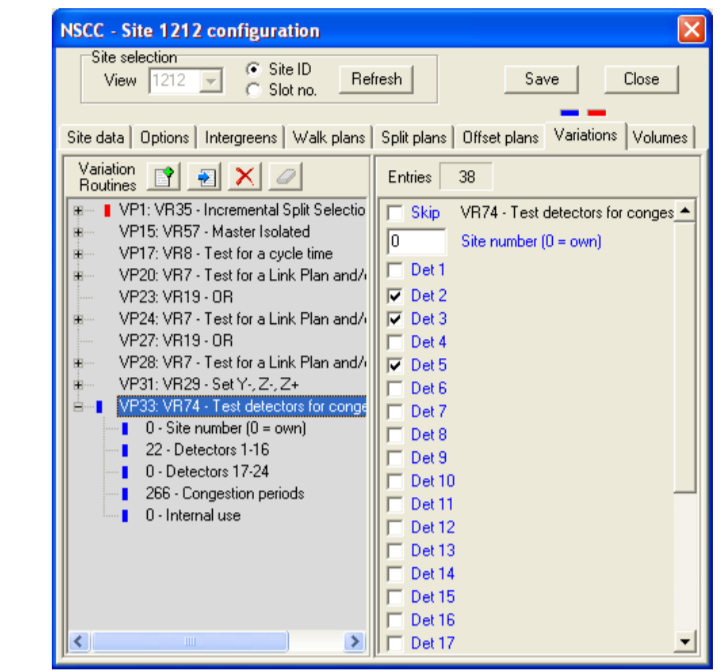 NSCC - Site 1212 configuration
Site selection
View 1212 Site ID Slot no. Refresh Save Close
Site data Options Intergreens Walk plans Split plans Offset plans Variations Volumes
Variation Routines
VP1: VR35 - Incremental Split Selectio
VP15: VR57 - Master Isolated
VP17: VR8 - Test for a cycle time
VP20: VR7 - Test for a Link Plan and/
VP23: VR19 - OR
VP24: VR7 - Test for a Link Plan and/
VP27: VR19 - OR
VP28: VR7 - Test for a Link Plan and/
VP31: VR29 - Set Y-, Z-, Z+
VP33: VR74 - Test detectors for conge
0 - Site number (0 = own)
22 - Detectors 1-16
0 - Detectors 17-24
266 - Congestion periods
0 - Internal use
Entries 38
Skip VR74 - Test detectors for conges
0 Site number (0 = own)
Det 1
Det 2
Det 3
Det 4
Det 5
Det 6
Det 7
Det 8
Det 9
Det 10
Det 11
Det 12
Det 13
Det 14
Det 15
Det 16
Det 17